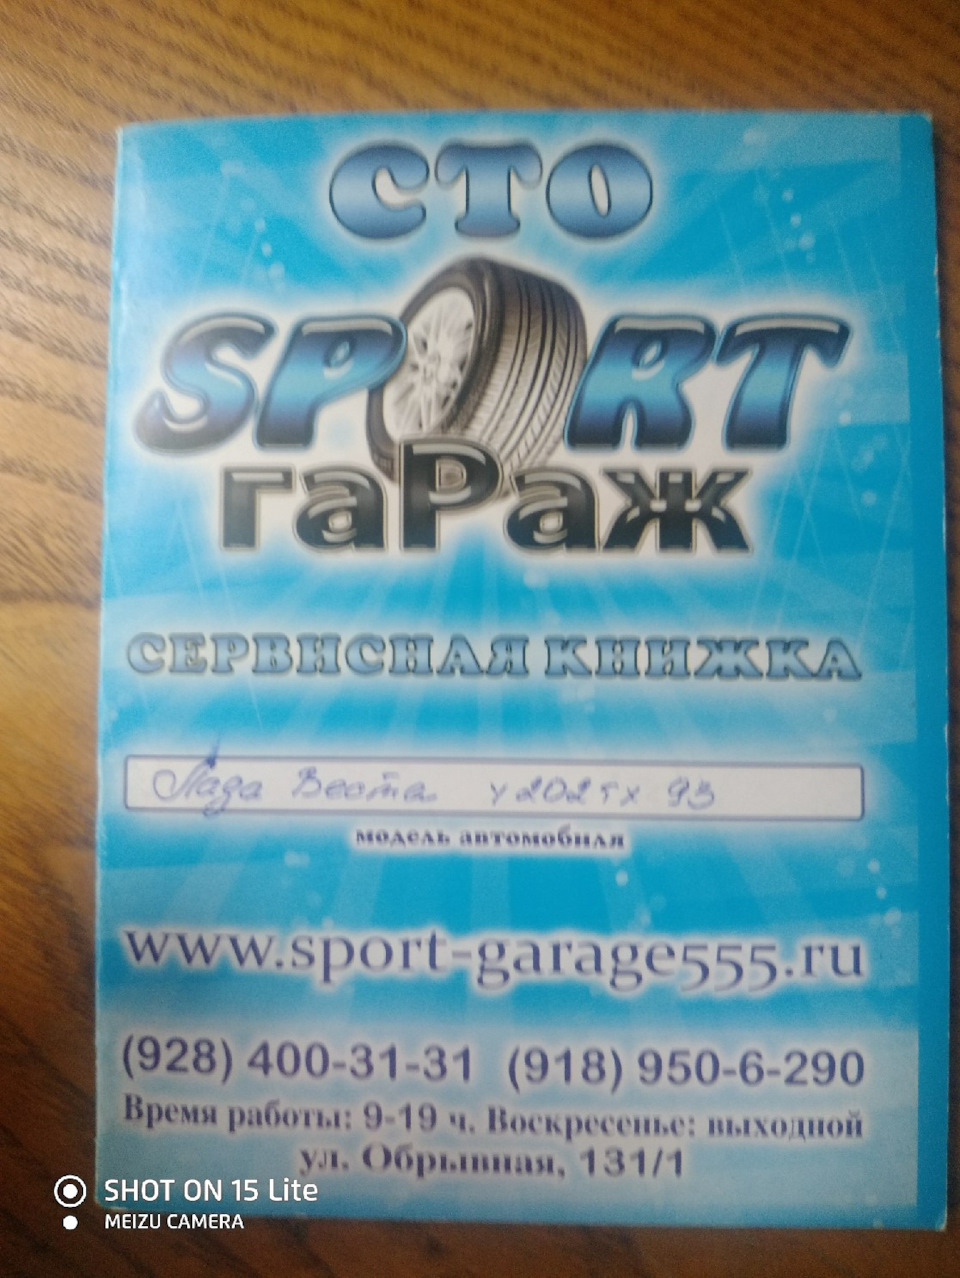 СТО
SPORT
гаРаж
СЕРВИСНАЯ КНИЖКА
Лада Веста у202тх 93
модель автомобиля
www.sport-garage555.ru
(928) 400-31-31 (918) 950-6-290
Время работы: 9-19 ч. Воскресенье: выходной
ул. Обрывная, 131/1
SHOT ON 15 Lite
MEIZU CAMERA